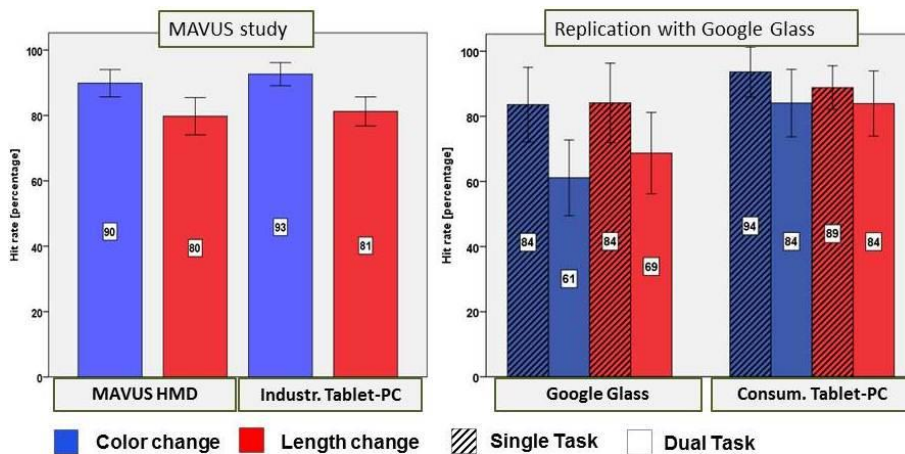 MAVUS study
Hit rate [percentage]
100
80
60
40
20
0
90
80
93
81
MAVUS HMD
Industr. Tablet-PC
Replication with Google Glass
Hit rate [percentage]
100
80
60
40
20
0
84
61
84
69
94
84
89
84
Google Glass
Consum. Tablet-PC
Color change
Length change
Single Task
Dual Task